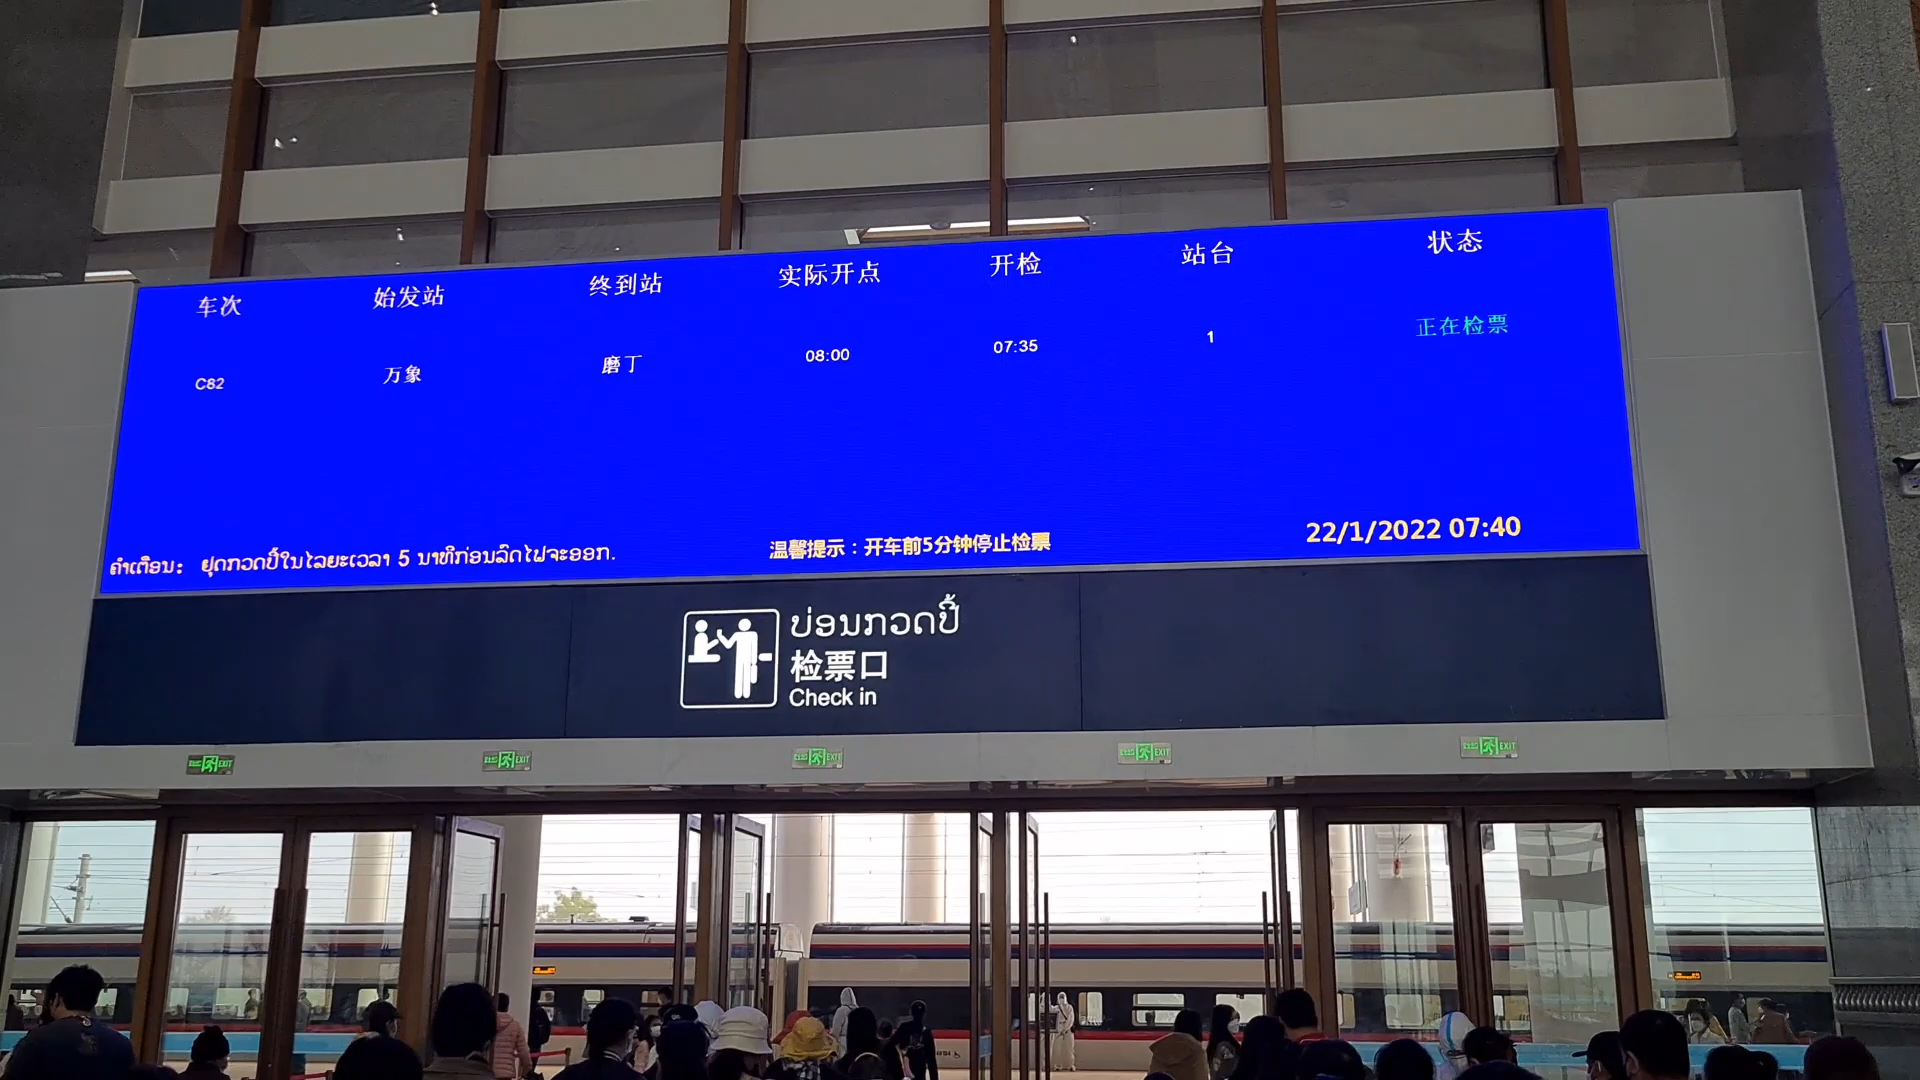 车次 始发站 终到站 实际开点 开检 站台 状态
C82 万象 磨丁 08:00 07:35 1 正在检票
ຄຳເຕືອນ: ຢຸດກວດປີ້ໃນໄລຍະເວລາ 5 ນາທີກ່ອນລົດໄຟຈະອອກ. 温馨提示：开车前5分钟停止检票 22/1/2022 07:40
ບ່ອນກວດປີ້
检票口
Check in
EXIT EXIT EXIT EXIT EXIT